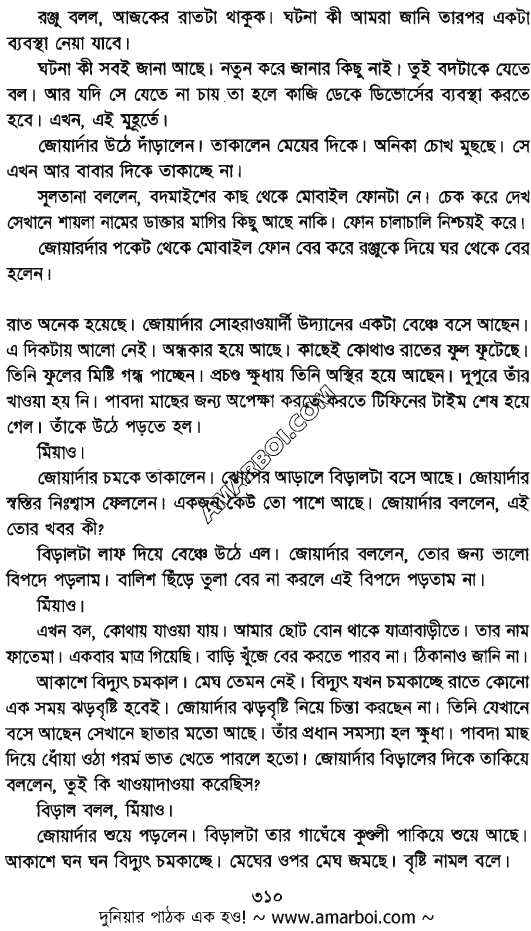 রঞ্জু বলল, আজকের রাতটা থাকুক। ঘটনা কী আমরা জানি তারপর একটা
ব্যবস্থা নেয়া যাবে।
ঘটনা কী সবই জানা আছে। নতুন করে জানার কিছু নাই। তুই বদটাকে যেতে
বল। আর যদি সে যেতে না চায় তা হলে কাজি ডেকে ডিভোর্সের ব্যবস্থা করতে
হবে। এখন, এই মুহূর্তে।
জোয়ার্দার উঠে দাঁড়ালেন। তাকালেন মেয়ের দিকে। অনিকা চোখ মুছছে। সে
এখন আর বাবার দিকে তাকাচ্ছে না।
সুলতানা বললেন, বদমাইশের কাছ থেকে মোবাইল ফোনটা নে। চেক করে দেখ
সেখানে শায়লা নামের ডাক্তার মাগির কিছু আছে নাকি। ফোন চালাচালি নিশ্চয়ই করে।
জোয়ারর্দার পকেট থেকে মোবাইল ফোন বের করে রঞ্জুকে দিয়ে ঘর থেকে বের
হলেন।
রাত অনেক হয়েছে। জোয়ার্দার সোহরাওয়ার্দী উদ্যানের একটা বেঞ্চে বসে আছেন।
এ দিকটায় আলো নেই। অন্ধকার হয়ে আছে। কাছেই কোথাও রাতের ফুল ফুটেছে।
তিনি ফুলের মিষ্টি গন্ধ পাচ্ছেন। প্রচণ্ড ক্ষুধায় তিনি অস্থির হয়ে আছেন। দুপুরে তাঁর
খাওয়া হয় নি। পাবদা মাছের জন্য অপেক্ষা করতে করতে টিফিনের টাইম শেষ হয়ে
গেল। তাঁকে উঠে পড়তে হল।
মিঁয়াও।
জোয়ার্দার চমকে তাকালেন। ঝোপের আড়ালে বিড়ালটা বসে আছে। জোয়ার্দার
স্বস্তির নিঃশ্বাস ফেললেন। একজন কেউ তো পাশে আছে। জোয়ার্দার বললেন, এই
তোর খবর কী?
বিড়ালটা লাফ দিয়ে বেঞ্চে উঠে এল। জোয়ার্দার বললেন, তোর জন্য ভালো
বিপদে পড়লাম। বালিশ ছিঁড়ে তুলা বের না করলে এই বিপদে পড়তাম না।
মিঁয়াও।
এখন বল, কোথায় যাওয়া যায়। আমার ছোট বোন থাকে যাত্রাবাড়ীতে। তার নাম
ফাতেমা। একবার মাত্র গিয়েছি। বাড়ি খুঁজে বের করতে পারব না। ঠিকানাও জানি না।
আকাশে বিদ্যুৎ চমকাল। মেঘ তেমন নেই। বিদ্যুৎ যখন চমকাচ্ছে রাতে কোনো
এক সময় ঝড়বৃষ্টি হবেই। জোয়ার্দার ঝড়বৃষ্টি নিয়ে চিন্তা করছেন না। তিনি যেখানে
বসে আছেন সেখানে ছাতার মতো আছে। তাঁর প্রধান সমস্যা হল ক্ষুধা। পাবদা মাছ
দিয়ে ধোঁয়া ওঠা গরম ভাত খেতে পারলে হতো। জোয়ার্দার বিড়ালের দিকে তাকিয়ে
বললেন, তুই কি খাওয়াদাওয়া করেছিস?
বিড়াল বলল, মিঁয়াও।
জোয়ার্দার শুয়ে পড়লেন। বিড়ালটা তার গাঘেঁষে কুণ্ডলী পাকিয়ে শুয়ে আছে।
আকাশে ঘন ঘন বিদ্যুৎ চমকাচ্ছে। মেঘের ওপর মেঘ জমছে। বৃষ্টি নামল বলে।
AMARBOI.COM
৩১০
দুনিয়ার পাঠক এক হও! ~ www.amarboi.com ~